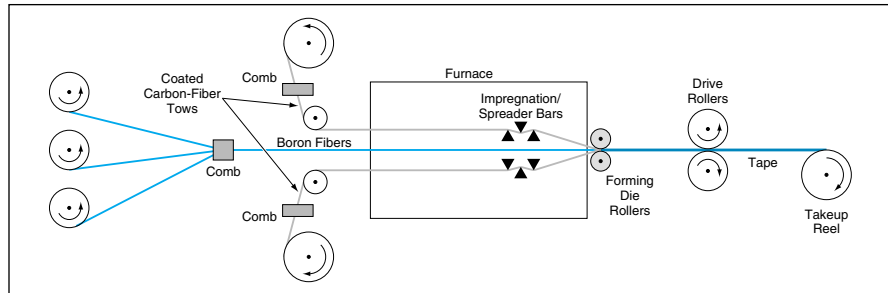 Coated
Carbon-Fiber
Tows
Comb
Furnace
Impregnation/
Spreader Bars
Drive
Rollers
Boron Fibers
Comb
Comb
Forming
Die
Rollers
Tape
Takeup
Reel